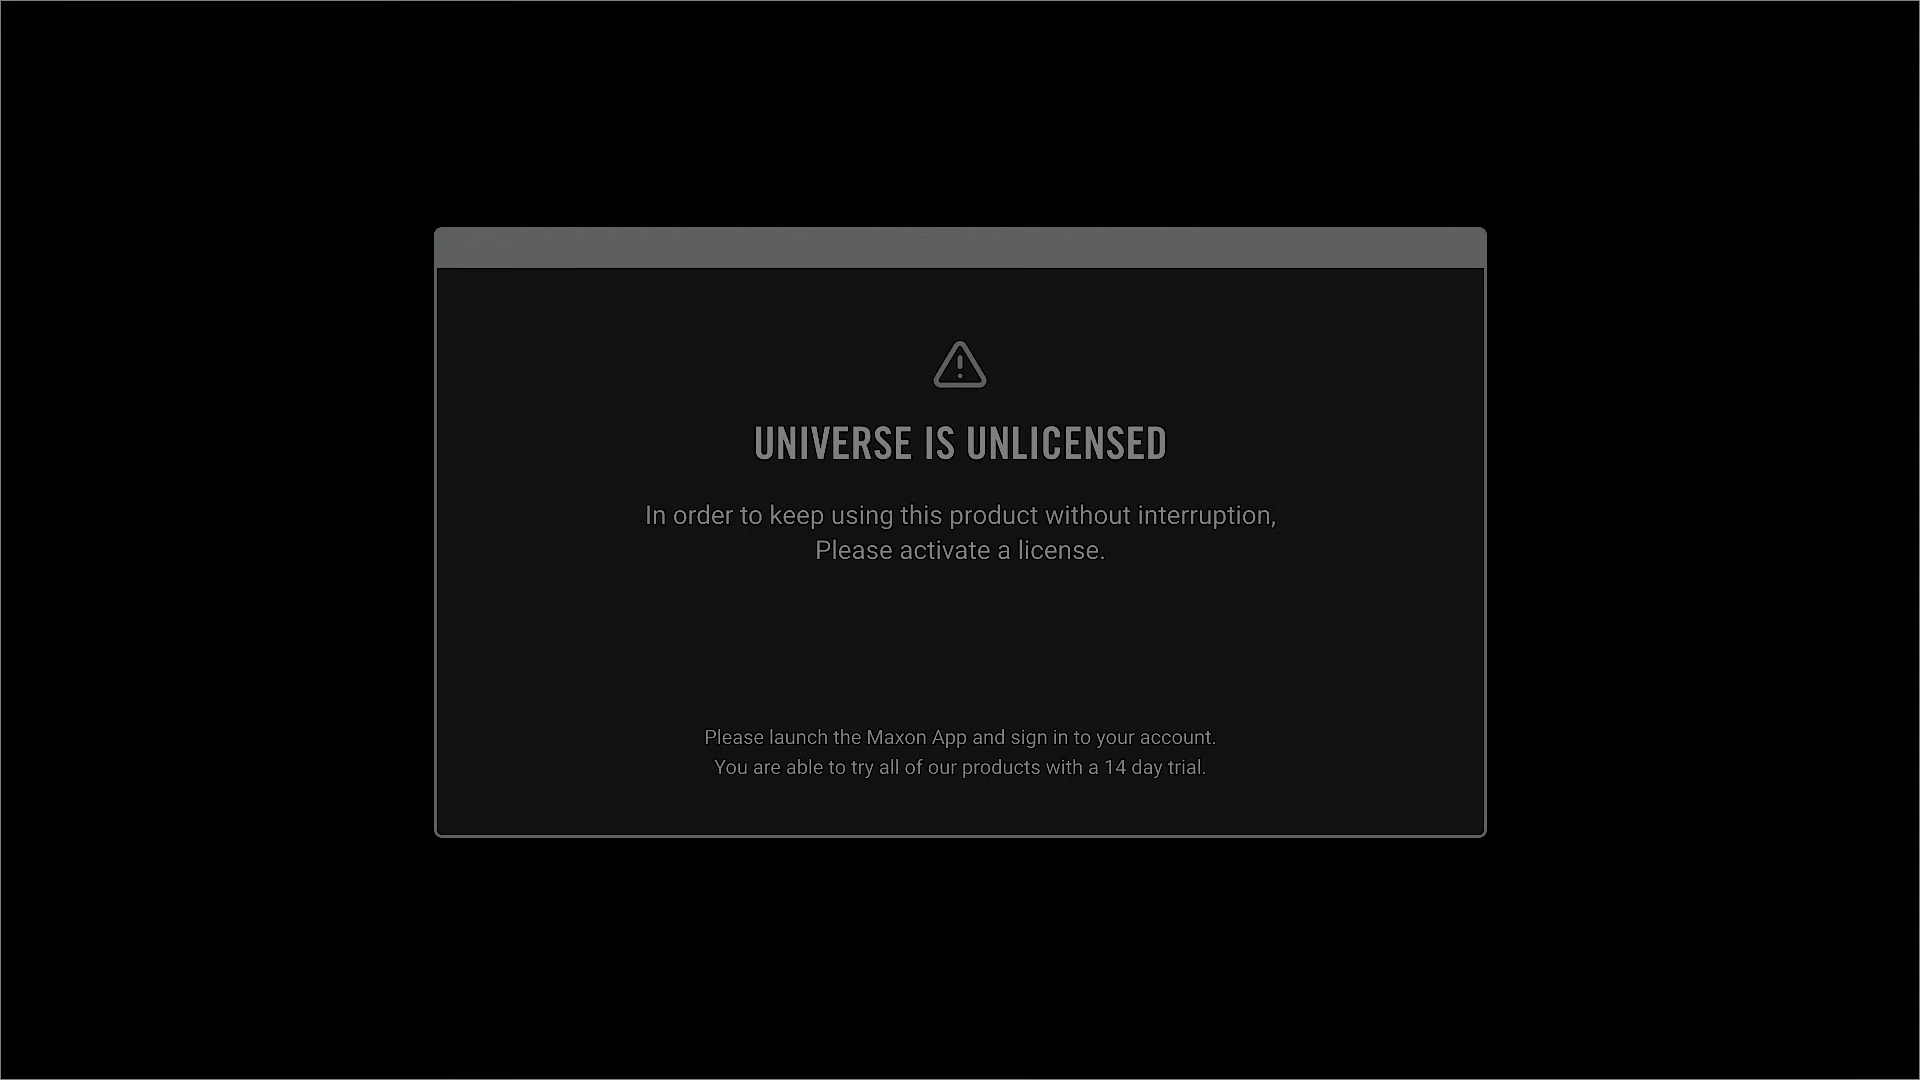 UNIVERSE IS UNLICENSED
In order to keep using this product without interruption,
Please activate a license.
Please launch the Maxon App and sign in to your account.
You are able to try all of our products with a 14 day trial.